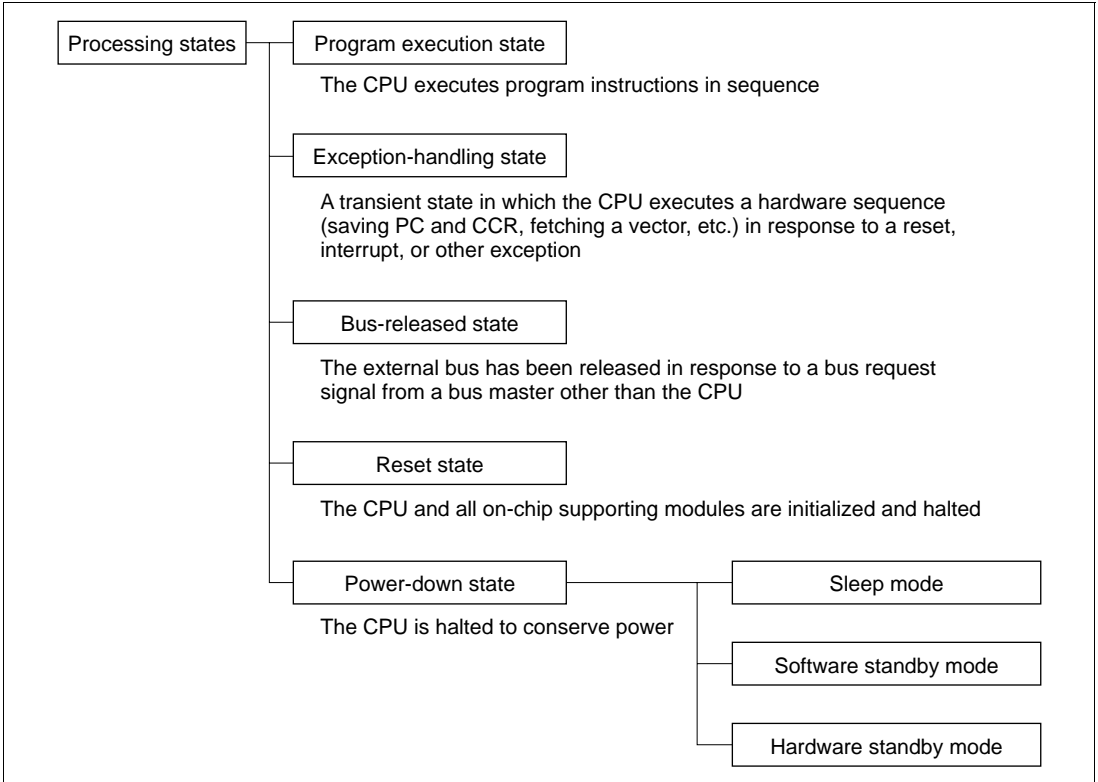 Processing states
Program execution state
The CPU executes program instructions in sequence
Exception-handling state
A transient state in which the CPU executes a hardware sequence
(saving PC and CCR, fetching a vector, etc.) in response to a reset,
interrupt, or other exception
Bus-released state
The external bus has been released in response to a bus request
signal from a bus master other than the CPU
Reset state
The CPU and all on-chip supporting modules are initialized and halted
Power-down state
Sleep mode
The CPU is halted to conserve power
Software standby mode
Hardware standby mode